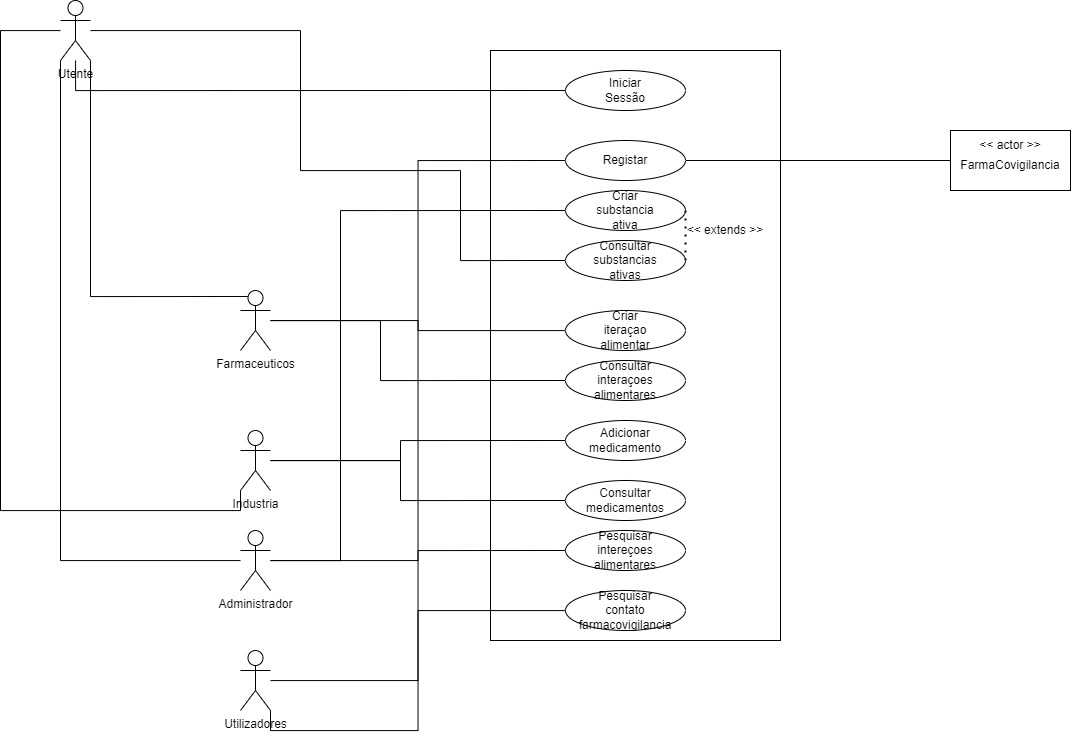 Utente
Iniciar
Sessão
<< actor >>
FarmaCovigilancia
Registar
Criar
substancia
ativa
<< extends >>
Consultar
substancias
ativas
Criar
iteraçao
alimentar
Farmaceuticos
Consultar
interaçoes
alimentares
Adicionar
medicamento
Industria
Consultar
medicamentos
Pesquisar
intereçoes
alimentares
Administrador
Pesquisar
contato
farmacovigilancia
Utilizadores